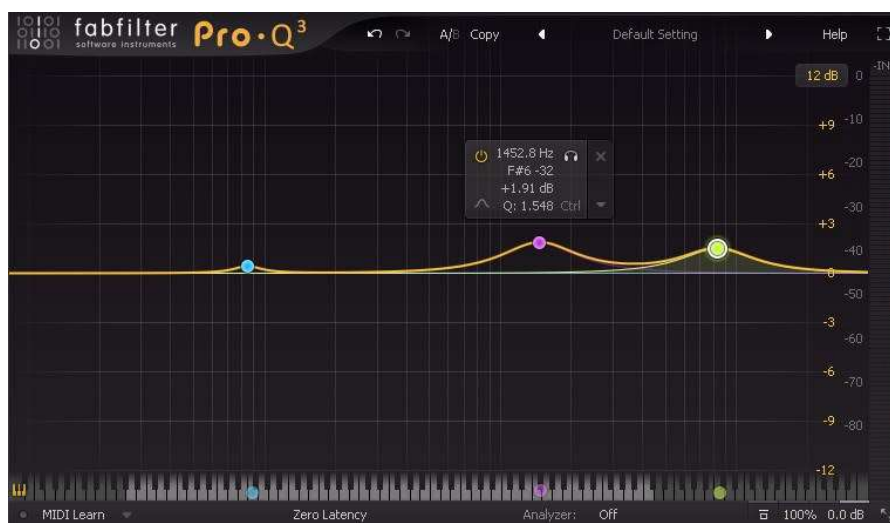 fabfilter
software instruments
Pro·Q³
A/B Copy
Default Setting
Help
12 dB 0 -IN
+9 -10
+6 -20
-30
+3
-40
0
-50
-3
-60
-6
-70
-9 -80
-12
1452.8 Hz
F#6 -32
+1.91 dB
Q: 1.548 Ctrl
MIDI Learn
Zero Latency
Analyzer: Off
100% 0.0 dB